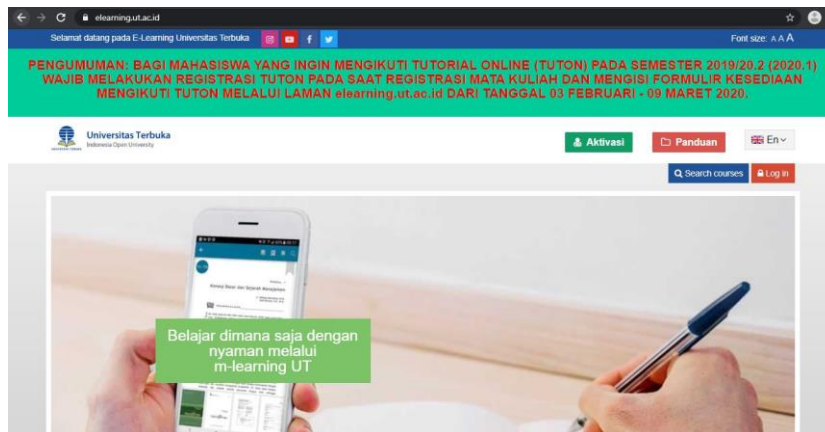 elearning.ut.ac.id
Selamat datang pada E-Learning Universitas Terbuka
Font size: A A A
PENGUMUMAN: BAGI MAHASISWA YANG INGIN MENGIKUTI TUTORIAL ONLINE (TUTON) PADA SEMESTER 2019/20.2 (2020.1)
WAJIB MELAKUKAN REGISTRASI TUTON PADA SAAT REGISTRASI MATA KULIAH DAN MENGISI FORMULIR KESEDIAAN
MENGIKUTI TUTON MELALUI LAMAN elearning.ut.ac.id DARI TANGGAL 03 FEBRUARI - 09 MARET 2020.
Universitas Terbuka
Indonesia Open University
Aktivasi
Panduan
En
Search courses
Log in
Belajar dimana saja dengan
nyaman melalui
m-learning UT